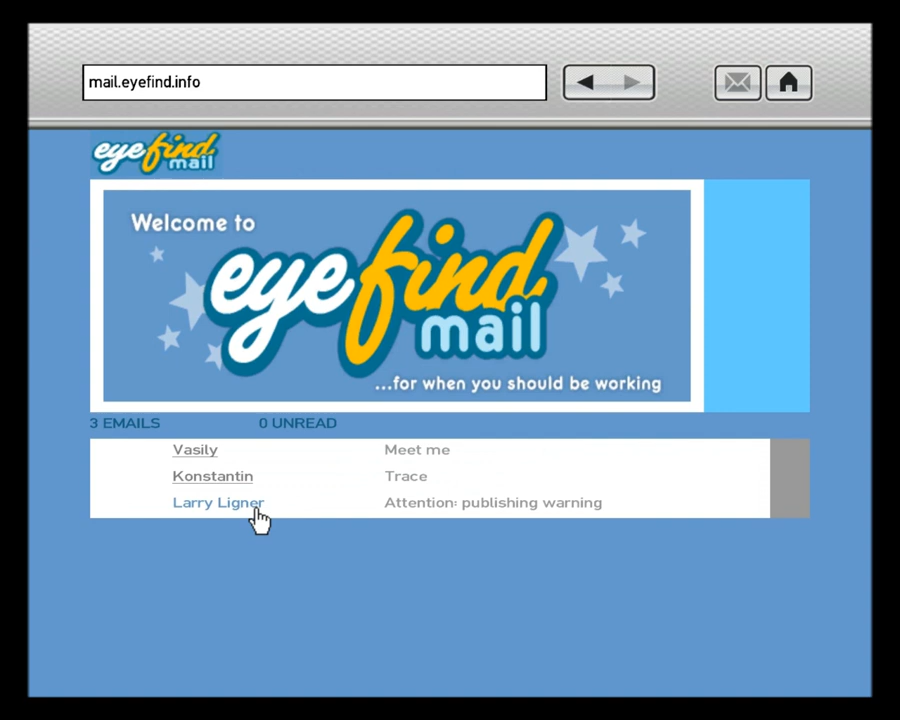 mail.eyefind.info
eyefind
mail
Welcome to
eyefind
mail
...for when you should be working
3 EMAILS 0 UNREAD
Vasily Meet me
Konstantin Trace
Larry Ligner Attention: publishing warning